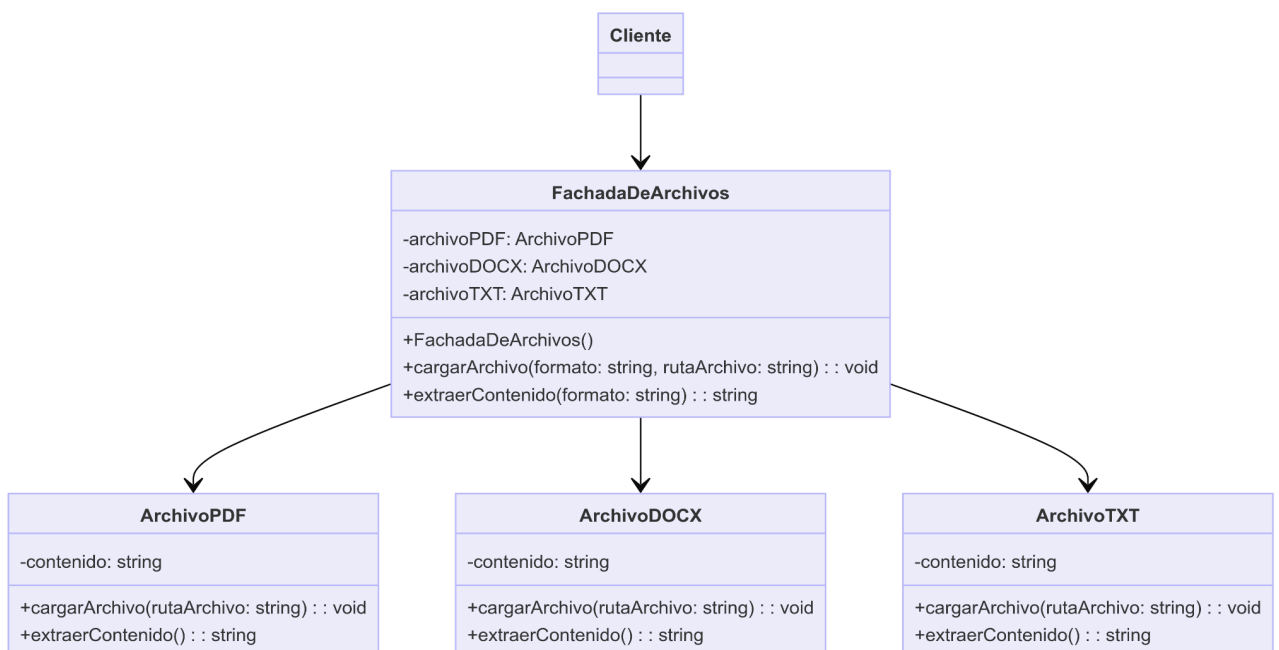 Cliente
FachadaDeArchivos
-archivoPDF: ArchivoPDF
-archivoDOCX: ArchivoDOCX
-archivoTXT: ArchivoTXT
+FachadaDeArchivos()
+cargarArchivo(formato: string, rutaArchivo: string) : : void
+extraerContenido(formato: string) : : string
ArchivoPDF
-contenido: string
+cargarArchivo(rutaArchivo: string) : : void
+extraerContenido() : : string
ArchivoDOCX
-contenido: string
+cargarArchivo(rutaArchivo: string) : : void
+extraerContenido() : : string
ArchivoTXT
-contenido: string
+cargarArchivo(rutaArchivo: string) : : void
+extraerContenido() : : string